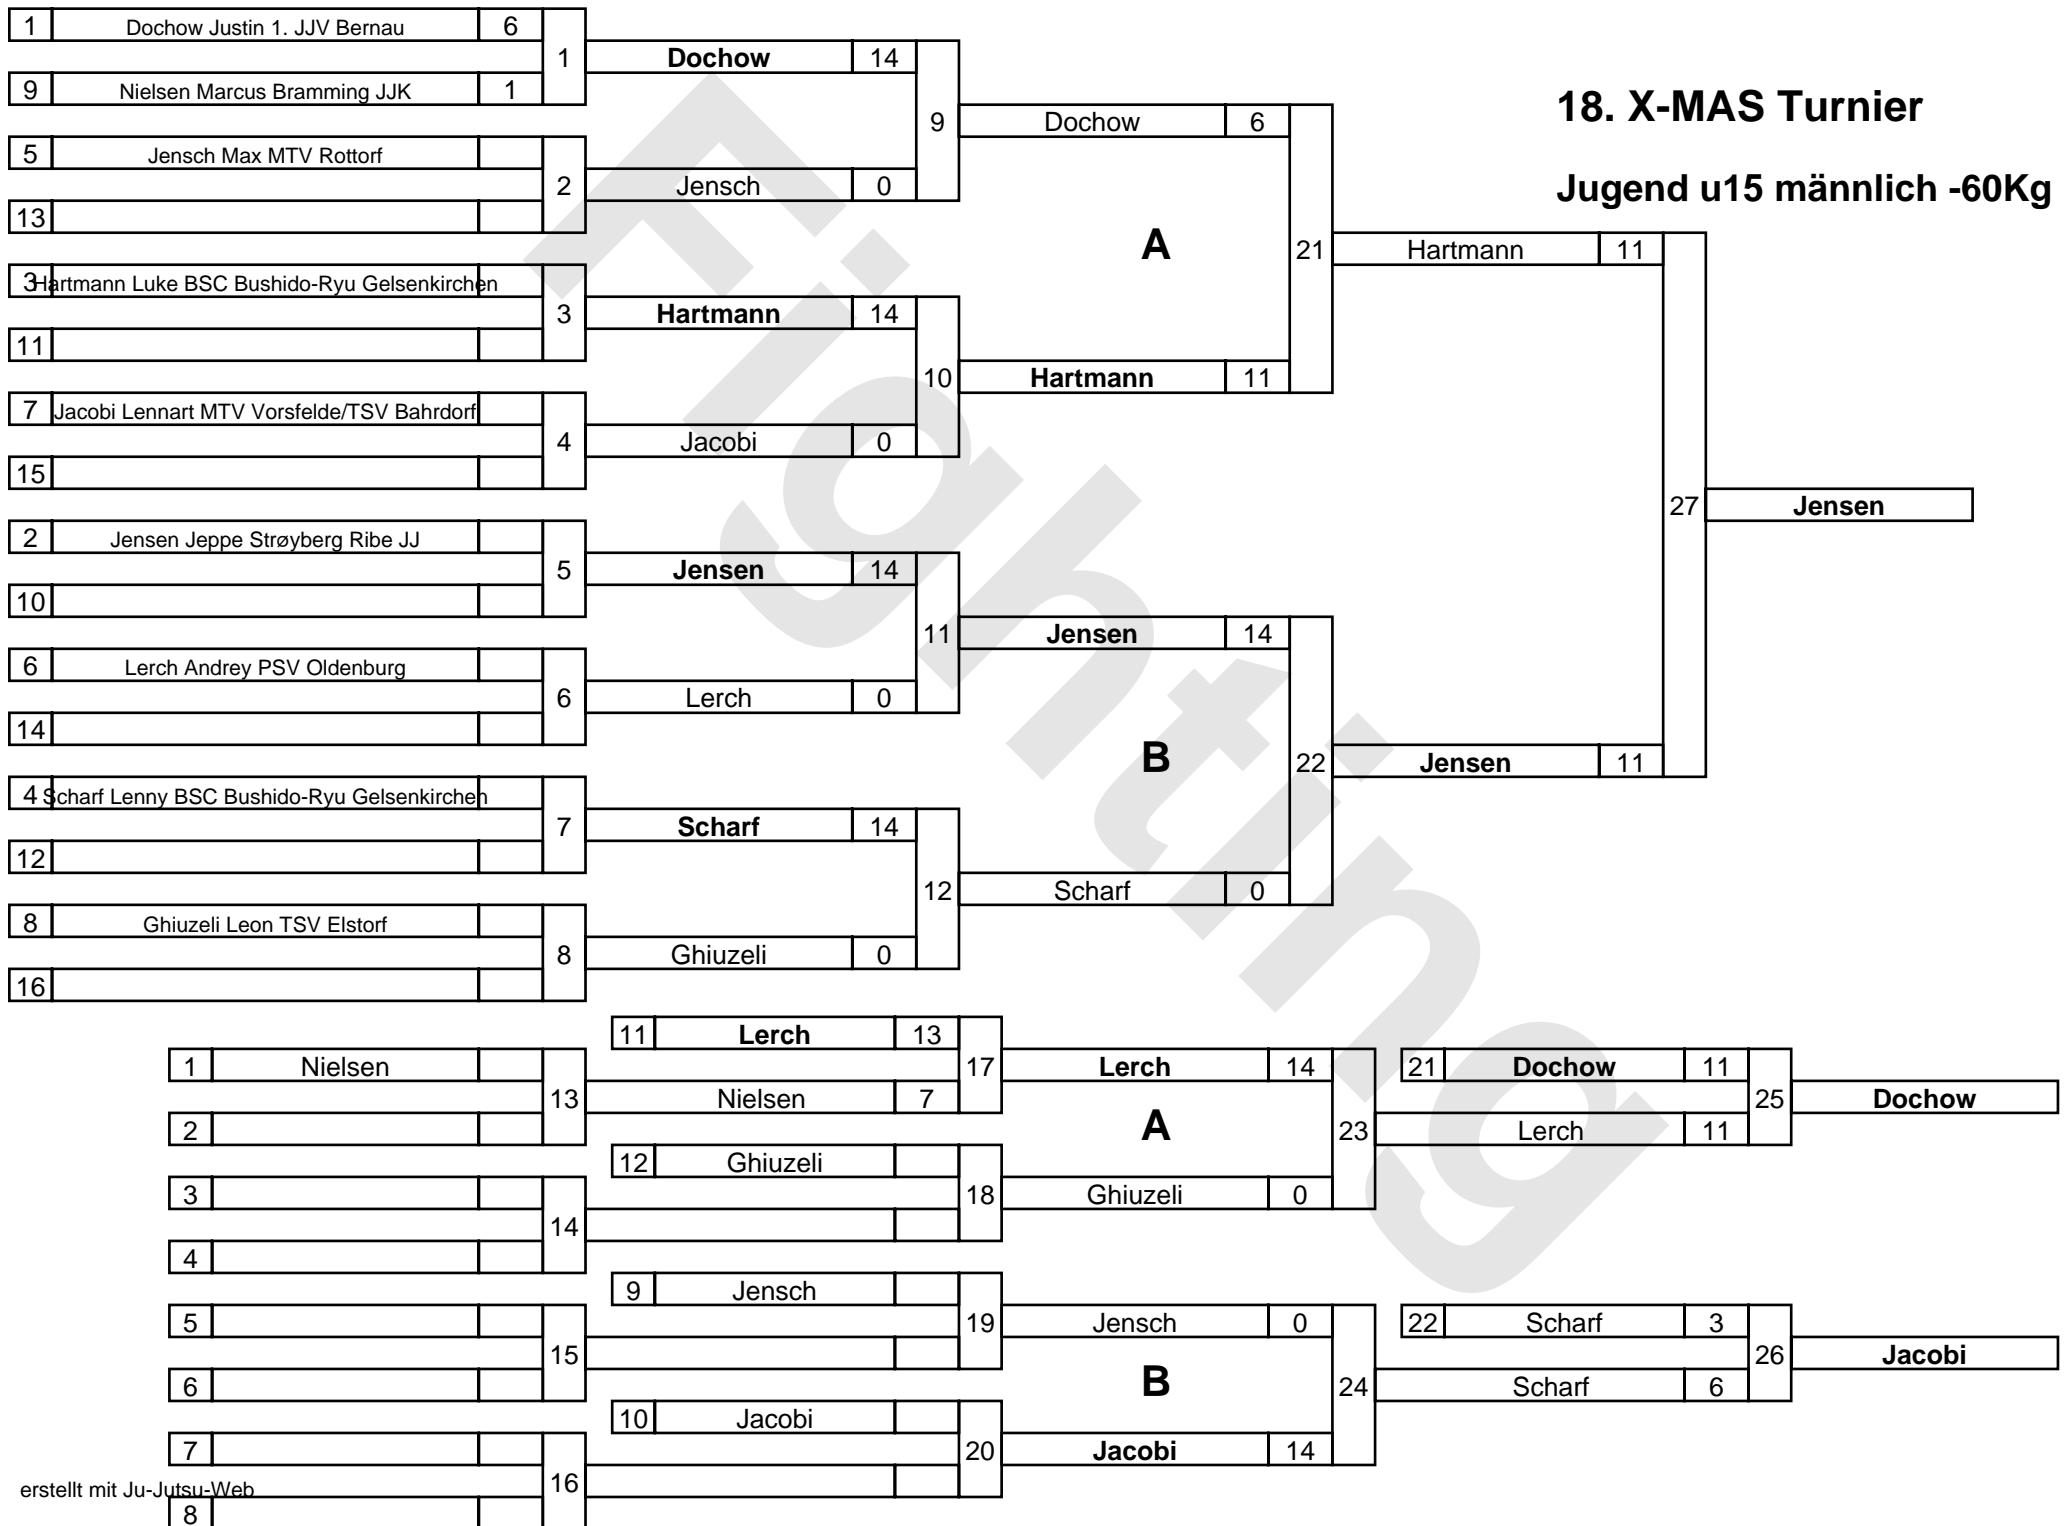 18. X-MAS Turnier
Jugend u15 männlich -60Kg
1 Dochow Justin 1. JJV Bernau 6
1
Dochow 14
9 Nielsen Marcus Bramming JJK 1
9
Dochow 6
5 Jensch Max MTV Rottorf
2
Jensch 0
13
A
21
Hartmann 11
3 Hartmann Luke BSC Bushido-Ryu Gelsenkirchen
3
Hartmann 14
11
10
Hartmann 11
7 Jacobi Lennart MTV Vorsfelde/TSV Bahrdorf
4
Jacobi 0
15
27
Jensen
2 Jensen Jeppe Strøyberg Ribe JJ
5
Jensen 14
10
11
Jensen 14
6 Lerch Andrey PSV Oldenburg
6
Lerch 0
14
B
22
Jensen 11
4 Scharf Lenny BSC Bushido-Ryu Gelsenkirchen
7
Scharf 14
12
12
Scharf 0
8 Ghiuzeli Leon TSV Elstorf
8
Ghiuzeli 0
16
11 Lerch 13
1 Nielsen
17
Lerch 14
21 Dochow 11
13
Nielsen 7
25
Dochow
2
A
23
Lerch 11
12 Ghiuzeli
3
18
Ghiuzeli 0
14
4
9 Jensch
5
19
Jensch 0
22 Scharf 3
15
26
Jacobi
6
B
24
Scharf 6
10 Jacobi
7
20
Jacobi 14
16
erstellt mit Ju-Jutsu-Web
8
Fighting